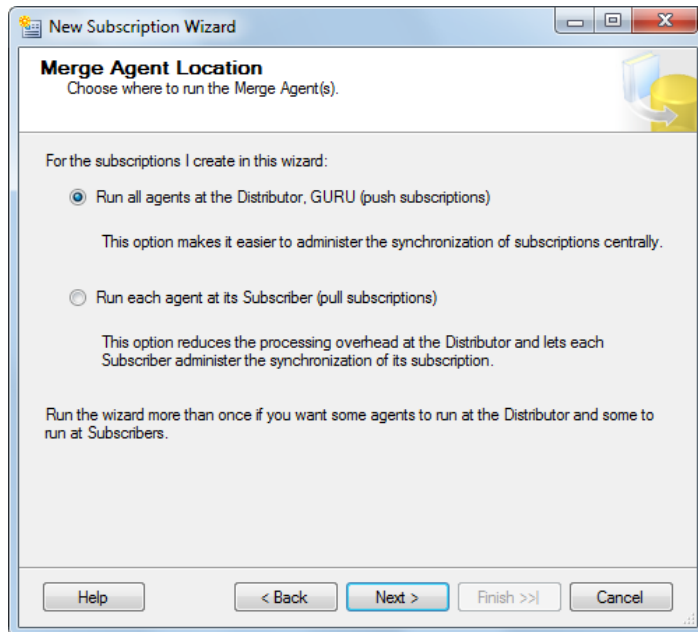 New Subscription Wizard
Merge Agent Location
Choose where to run the Merge Agent(s).
For the subscriptions I create in this wizard:
Run all agents at the Distributor, GURU (push subscriptions)
This option makes it easier to administer the synchronization of subscriptions centrally.
Run each agent at its Subscriber (pull subscriptions)
This option reduces the processing overhead at the Distributor and lets each
Subscriber administer the synchronization of its subscription.
Run the wizard more than once if you want some agents to run at the Distributor and some to
run at Subscribers.
Help
< Back
Next >
Finish >>|
Cancel